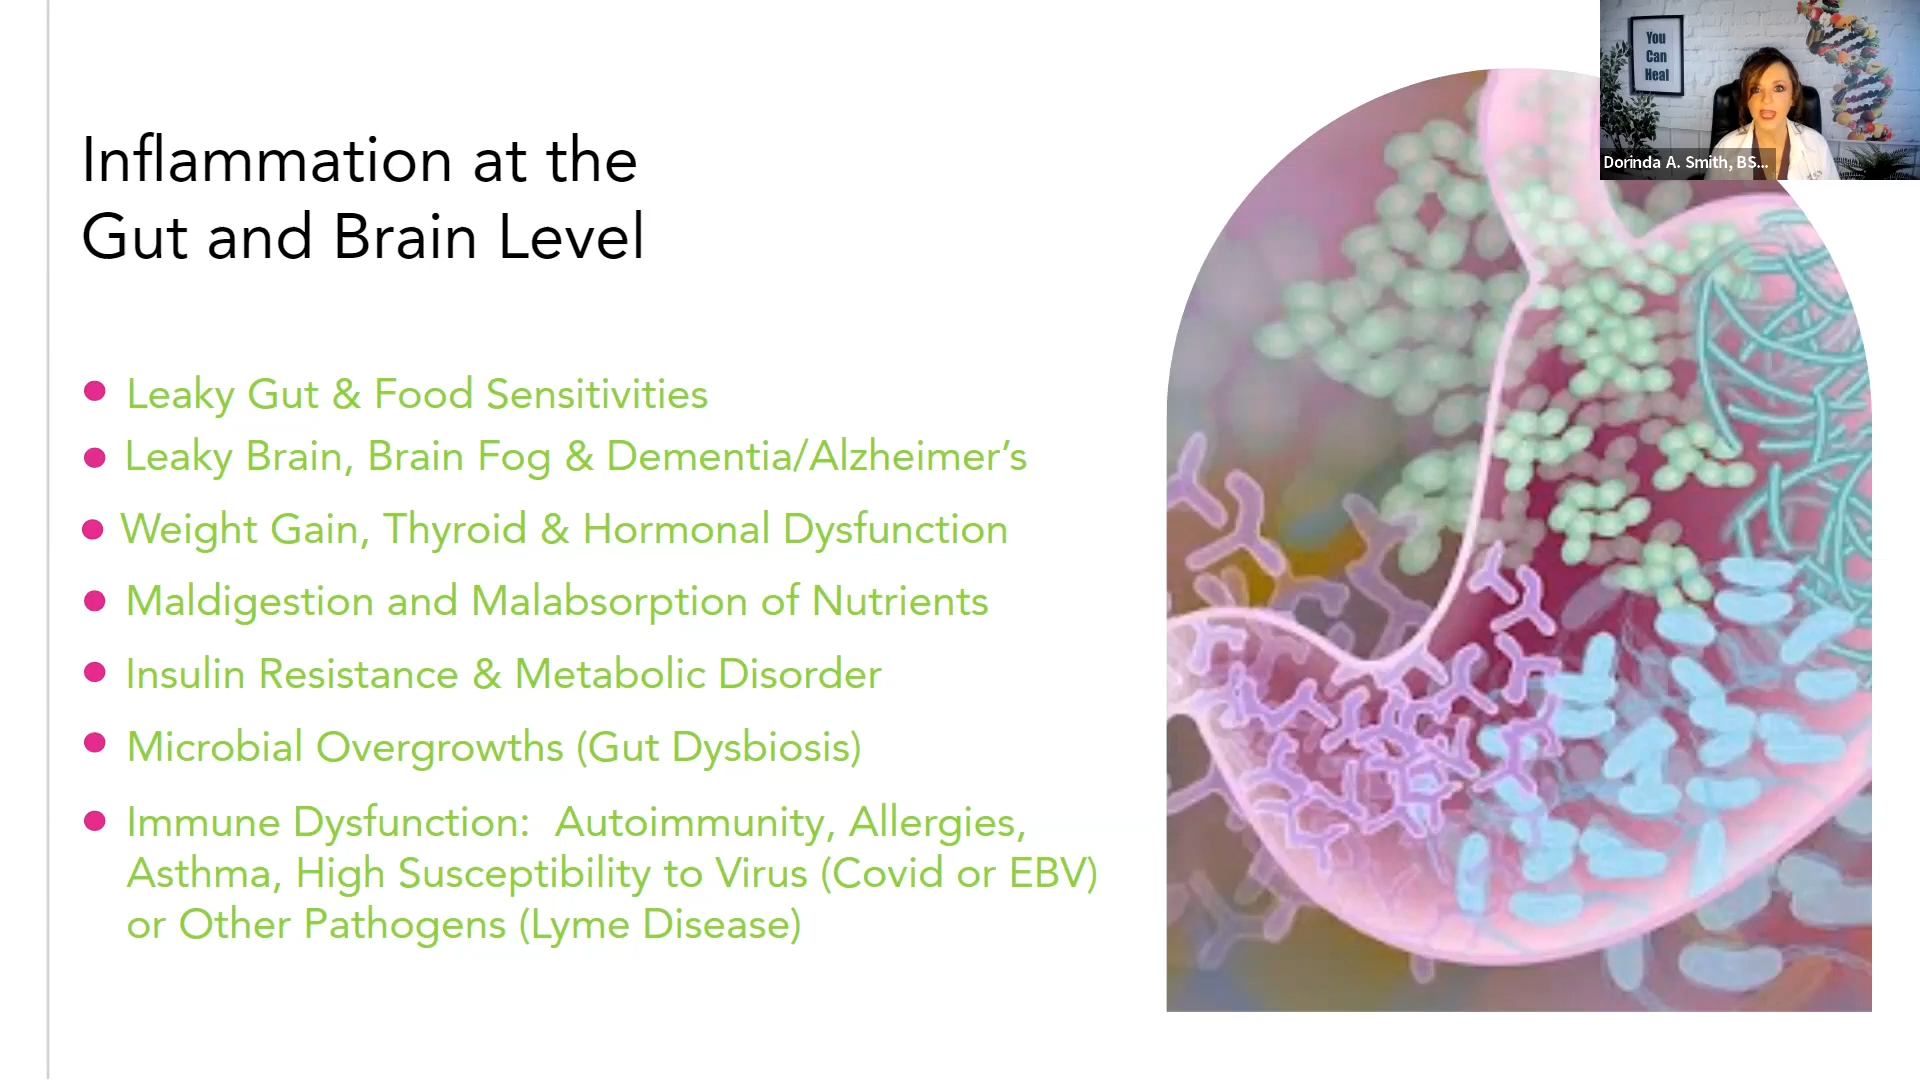 You
Can
Heal
Dorinda A. Smith, BS...
Inflammation at the
Gut and Brain Level
Leaky Gut & Food Sensitivities
Leaky Brain, Brain Fog & Dementia/Alzheimer’s
Weight Gain, Thyroid & Hormonal Dysfunction
Maldigestion and Malabsorption of Nutrients
Insulin Resistance & Metabolic Disorder
Microbial Overgrowths (Gut Dysbiosis)
Immune Dysfunction:  Autoimmunity, Allergies,
Asthma, High Susceptibility to Virus (Covid or EBV)
or Other Pathogens (Lyme Disease)